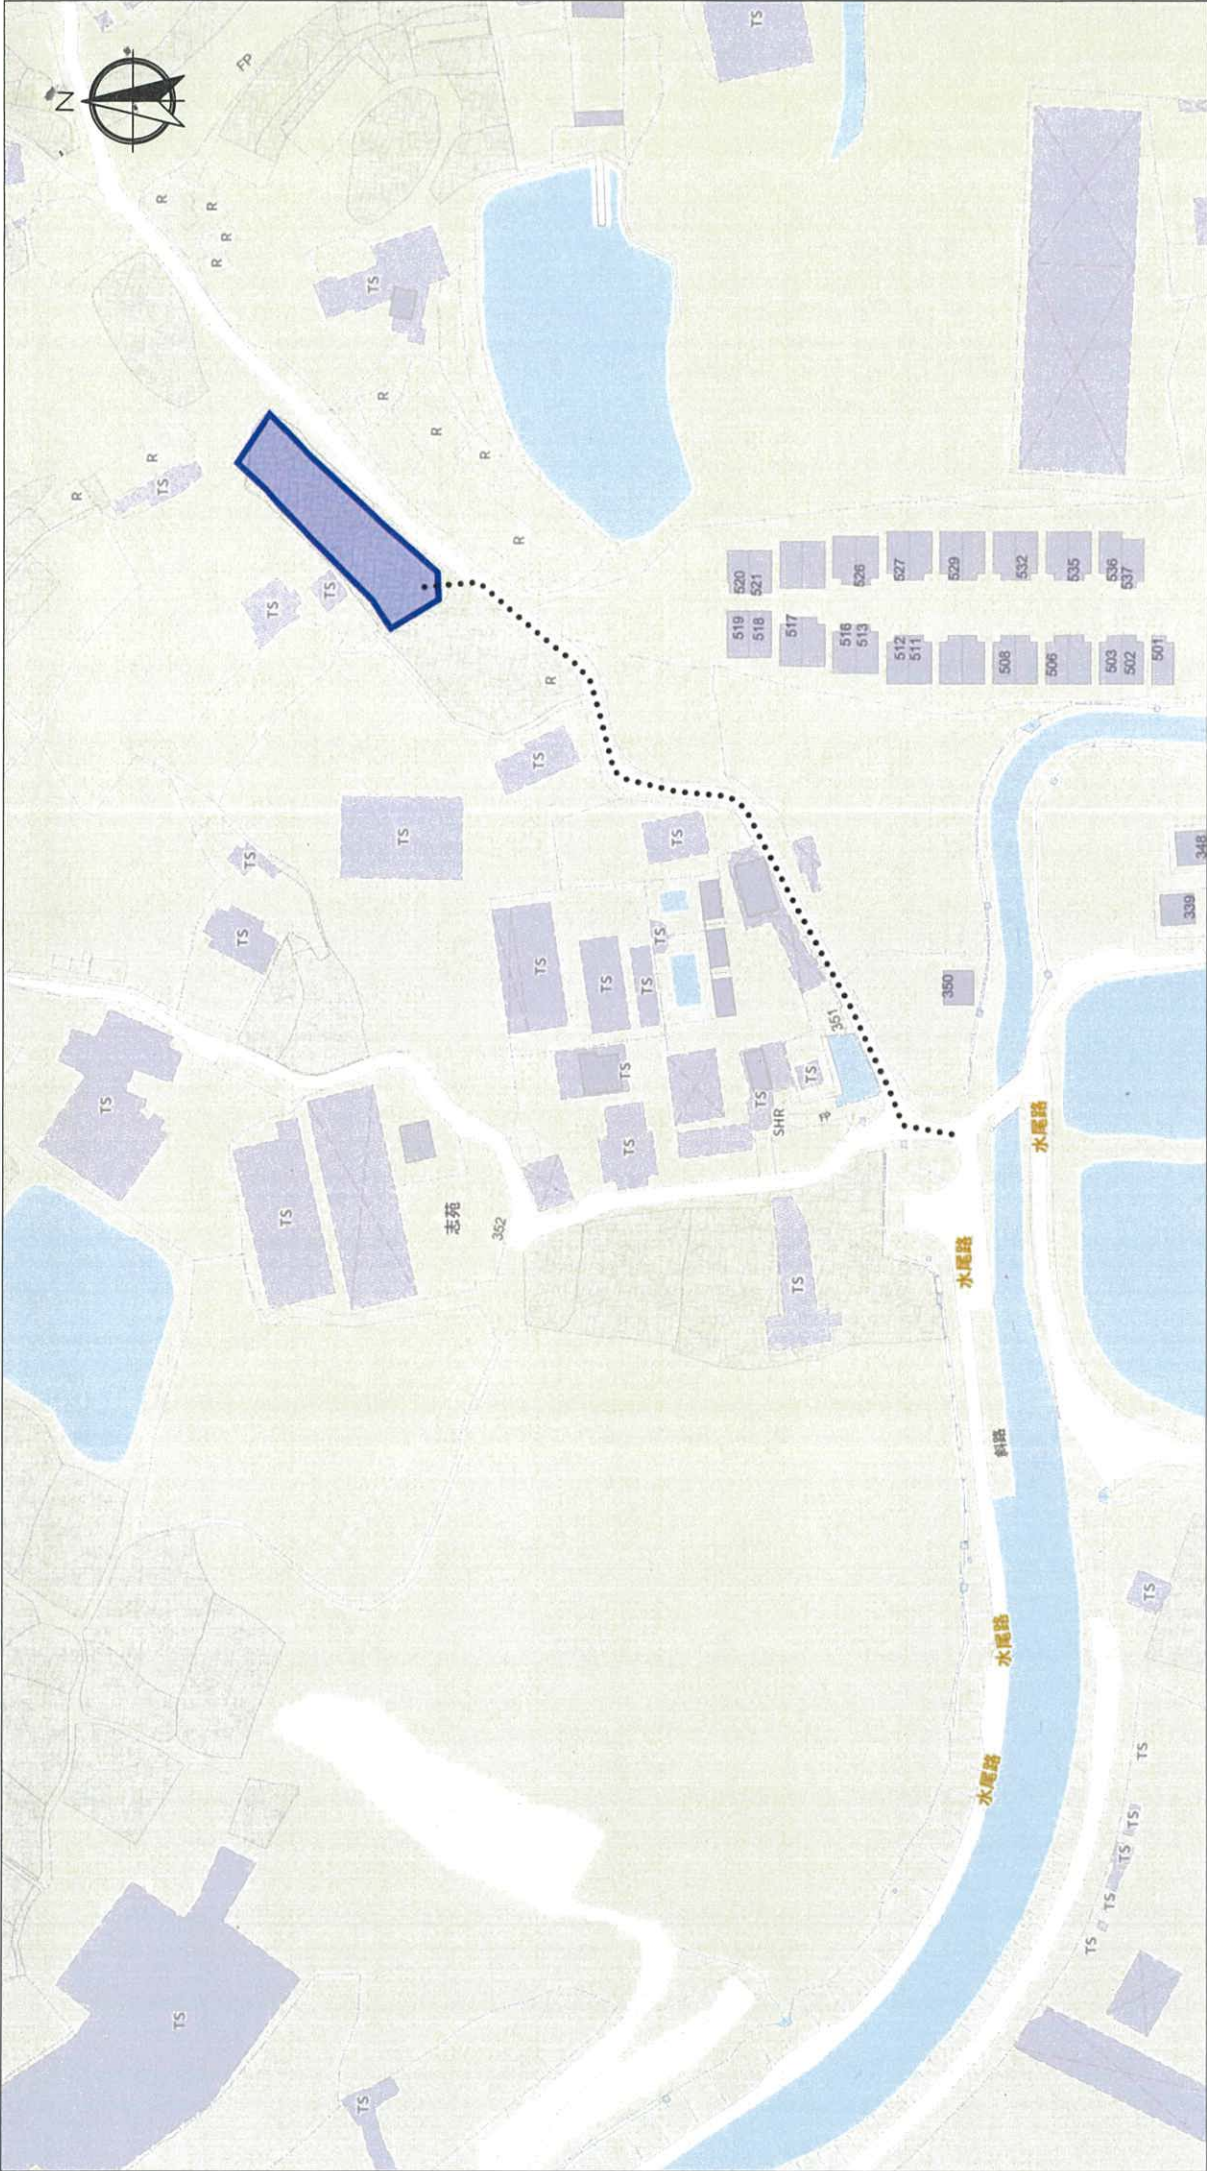 N
TS
FP
R
R
R
R
TS
R
R
R
R
TS
R
R
TS
TS
R
TS
TS
TS
TS
520
521
526
527
529
532
535
536
537
519
518
517
516
513
512
511
508
506
503
502
501
348
339
350
351
TS
TS
TS
TS
TS
TS
TS
TS
TS
TS
SHR
TS
TS
志苑
352
TS
水尾路
水尾路
斜路
水尾路
水尾路
TS
TS
TS
TS
TS
TS
TS
TS